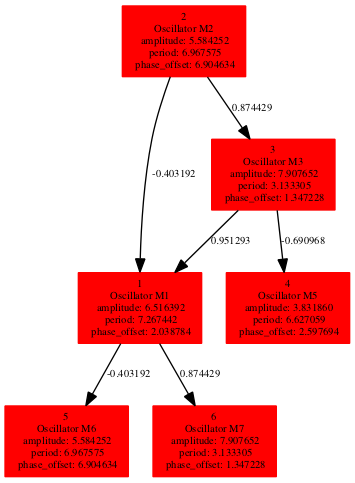 2
Oscillator M2
amplitude: 5.584252
period: 6.967575
phase_offset: 6.904634
0.874429
-0.403192
3
Oscillator M3
amplitude: 7.907652
period: 3.133305
phase_offset: 1.347228
0.951293
-0.690968
1
Oscillator M1
amplitude: 6.516392
period: 7.267442
phase_offset: 2.038784
4
Oscillator M5
amplitude: 3.831860
period: 6.627059
phase_offset: 2.597694
-0.403192
0.874429
5
Oscillator M6
amplitude: 5.584252
period: 6.967575
phase_offset: 6.904634
6
Oscillator M7
amplitude: 7.907652
period: 3.133305
phase_offset: 1.347228